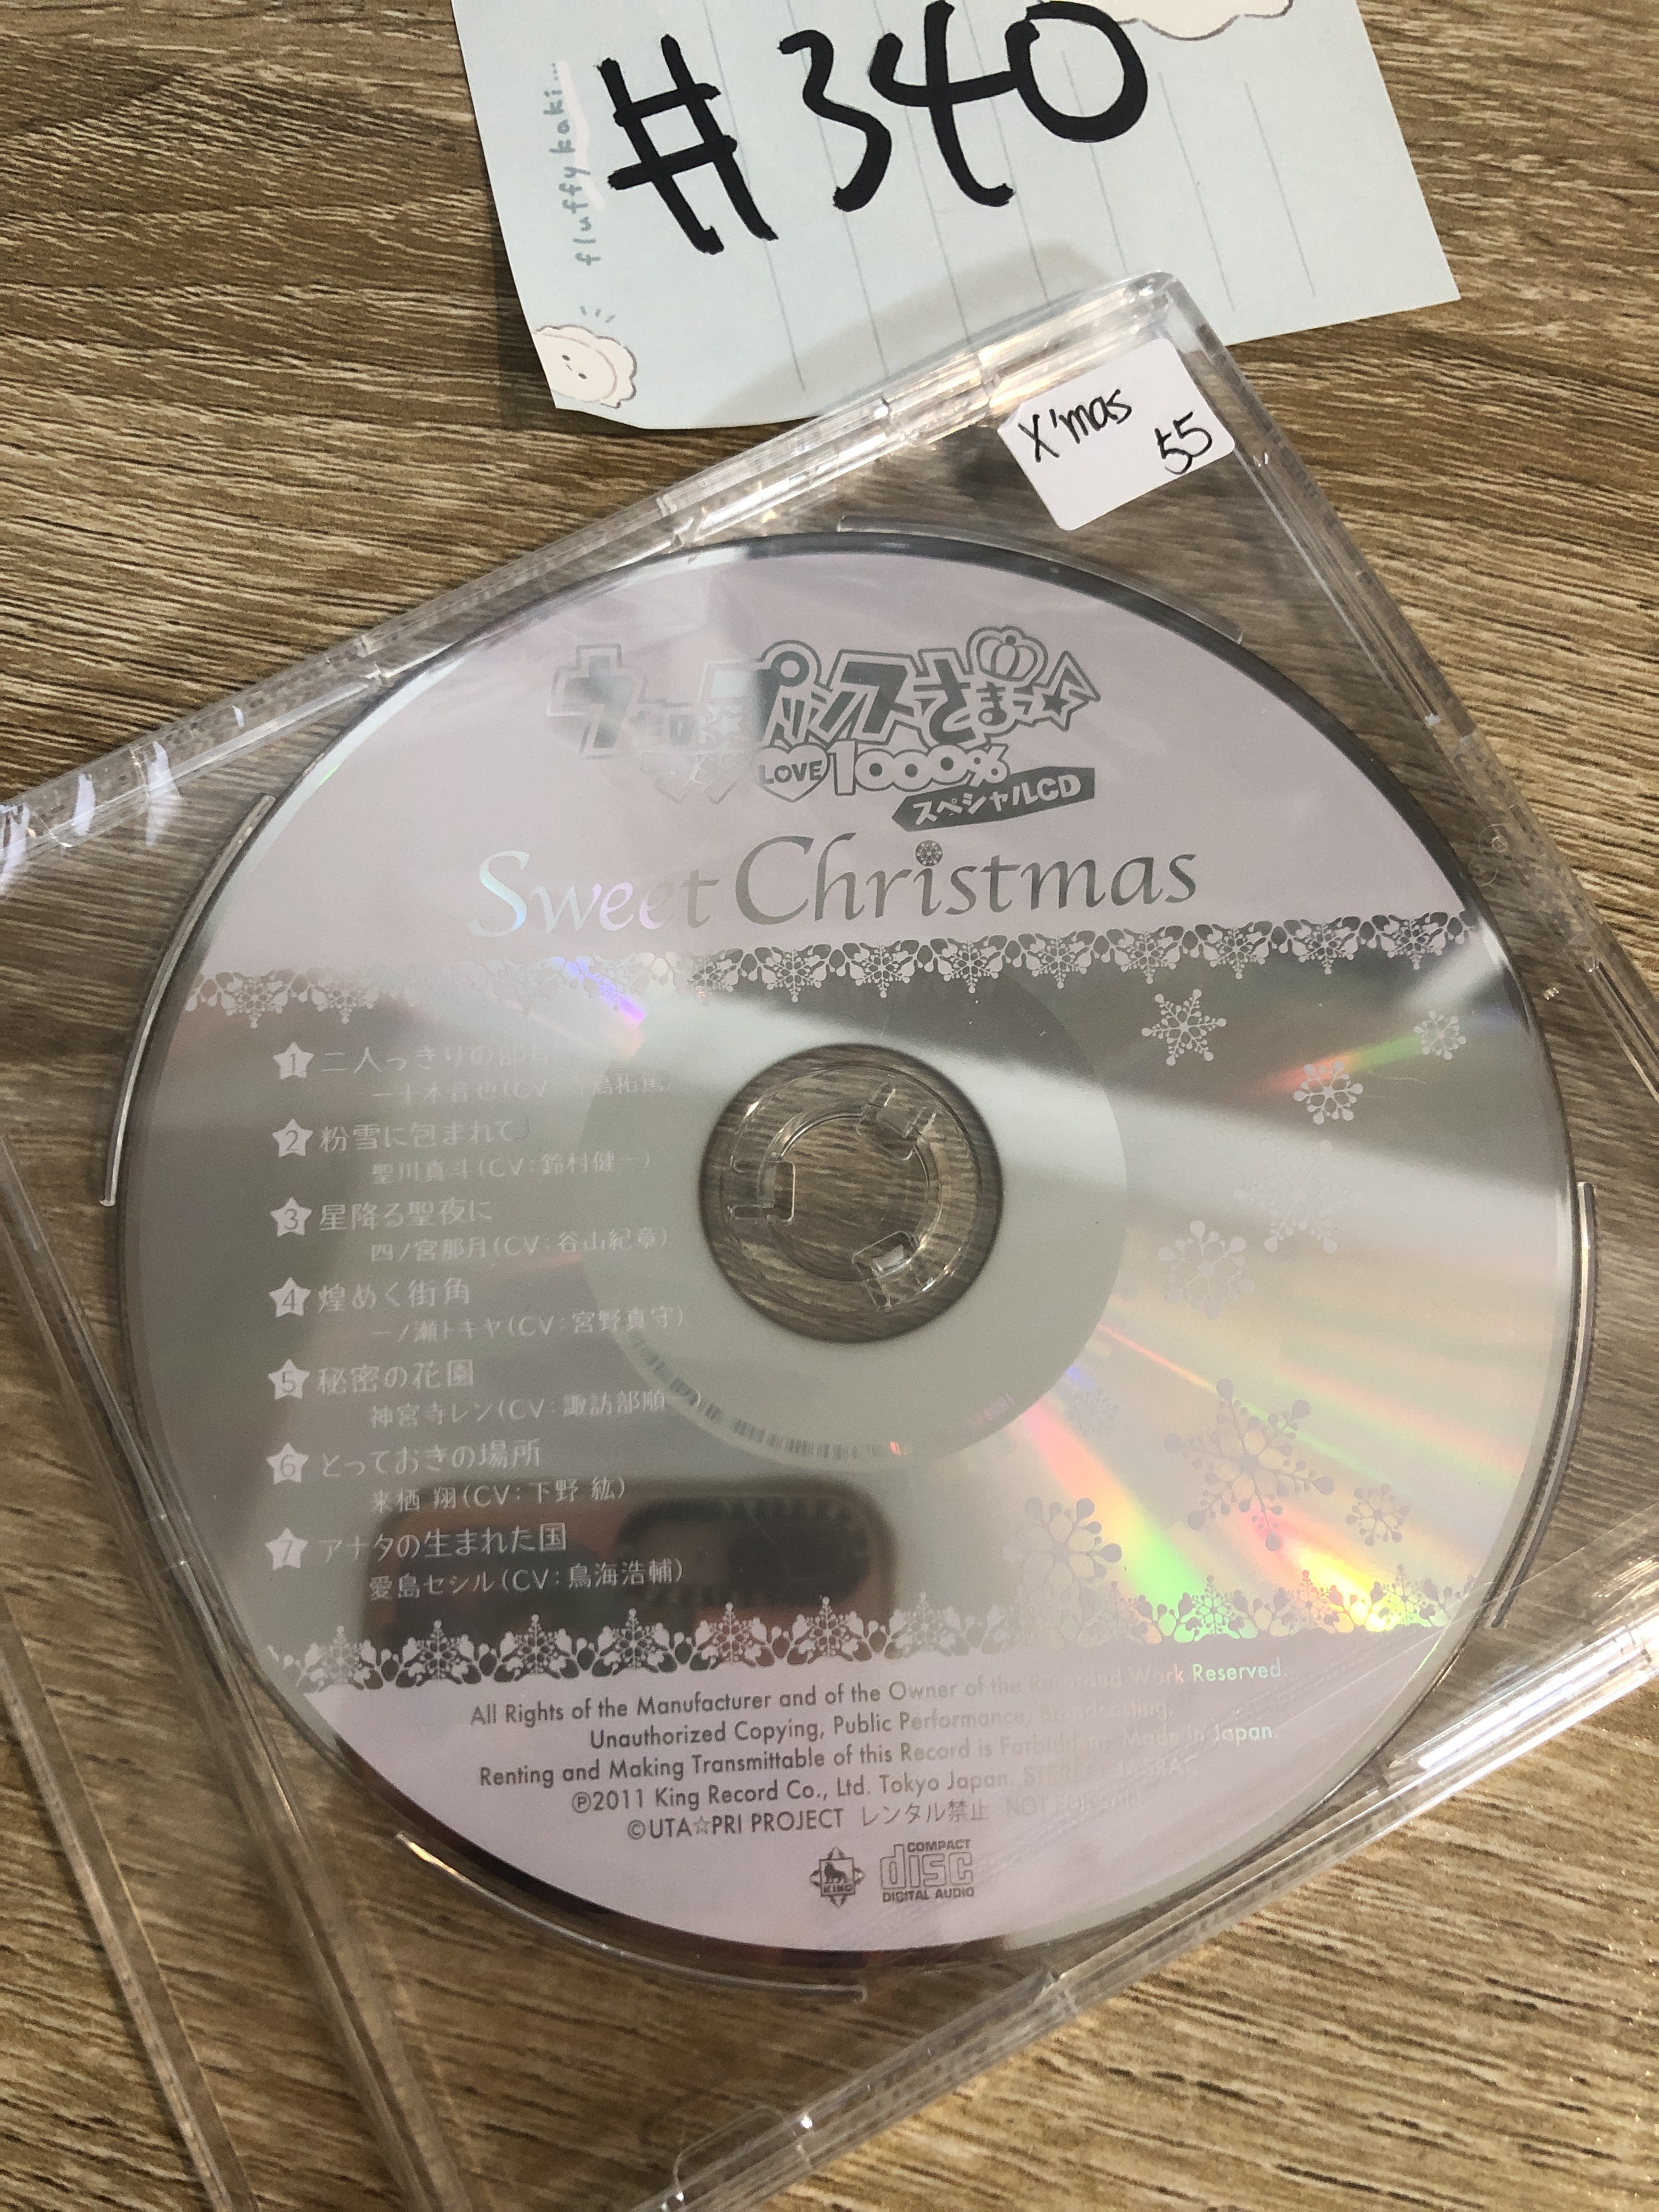 #340
fluffy kaki...
X'mas
55
うたの☆プリンスさまっ♪
マジLOVE1000%
スペシャルCD
Sweet Christmas
1 二人っきりの部屋
一十木音也(CV:寺島拓篤)
2 粉雪に包まれて
聖川真斗(CV:鈴村健一)
3 星降る聖夜に
四ノ宮那月(CV:谷山紀章)
4 煌めく街角
一ノ瀬トキヤ(CV:宮野真守)
5 秘密の花園
神宮寺レン(CV:諏訪部順一)
6 とっておきの場所
来栖 翔(CV:下野 紘)
7 アナタの生まれた国
愛島セシル(CV:鳥海浩輔)
All Rights of the Manufacturer and of the Owner of the Recorded Work Reserved.
Unauthorized Copying, Public Performance, Broadcasting,
Renting and Making Transmittable of this Record is Forbidden. Made in Japan.
Ⓟ2011 King Record Co., Ltd. Tokyo Japan. STEREO JASRAC
©UTA☆PRI PROJECT レンタル禁止 NOT FOR SALE
KING
COMPACT
disc
DIGITAL AUDIO